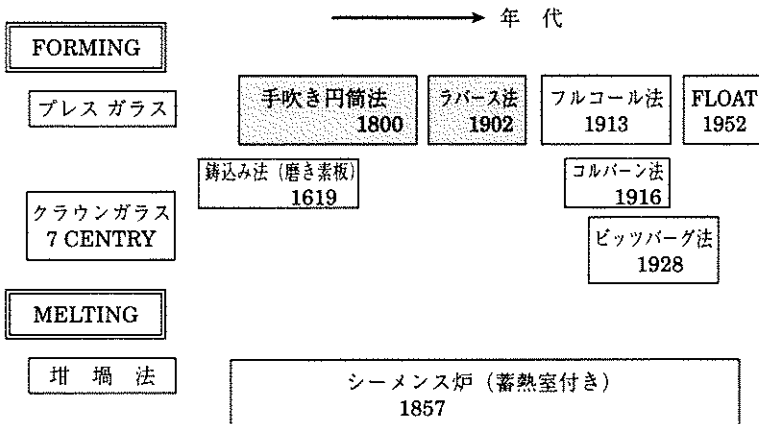 年 代
FORMING
プレス ガラス
手吹き円筒法
1800
ラバース法
1902
フルコール法
1913
FLOAT
1952
鋳込み法 (磨き素板)
1619
コルバーン法
1916
クラウンガラス
7 CENTRY
ピッツバーグ法
1928
MELTING
坩 堝 法
シーメンス炉 (蓄熱室付き)
1857